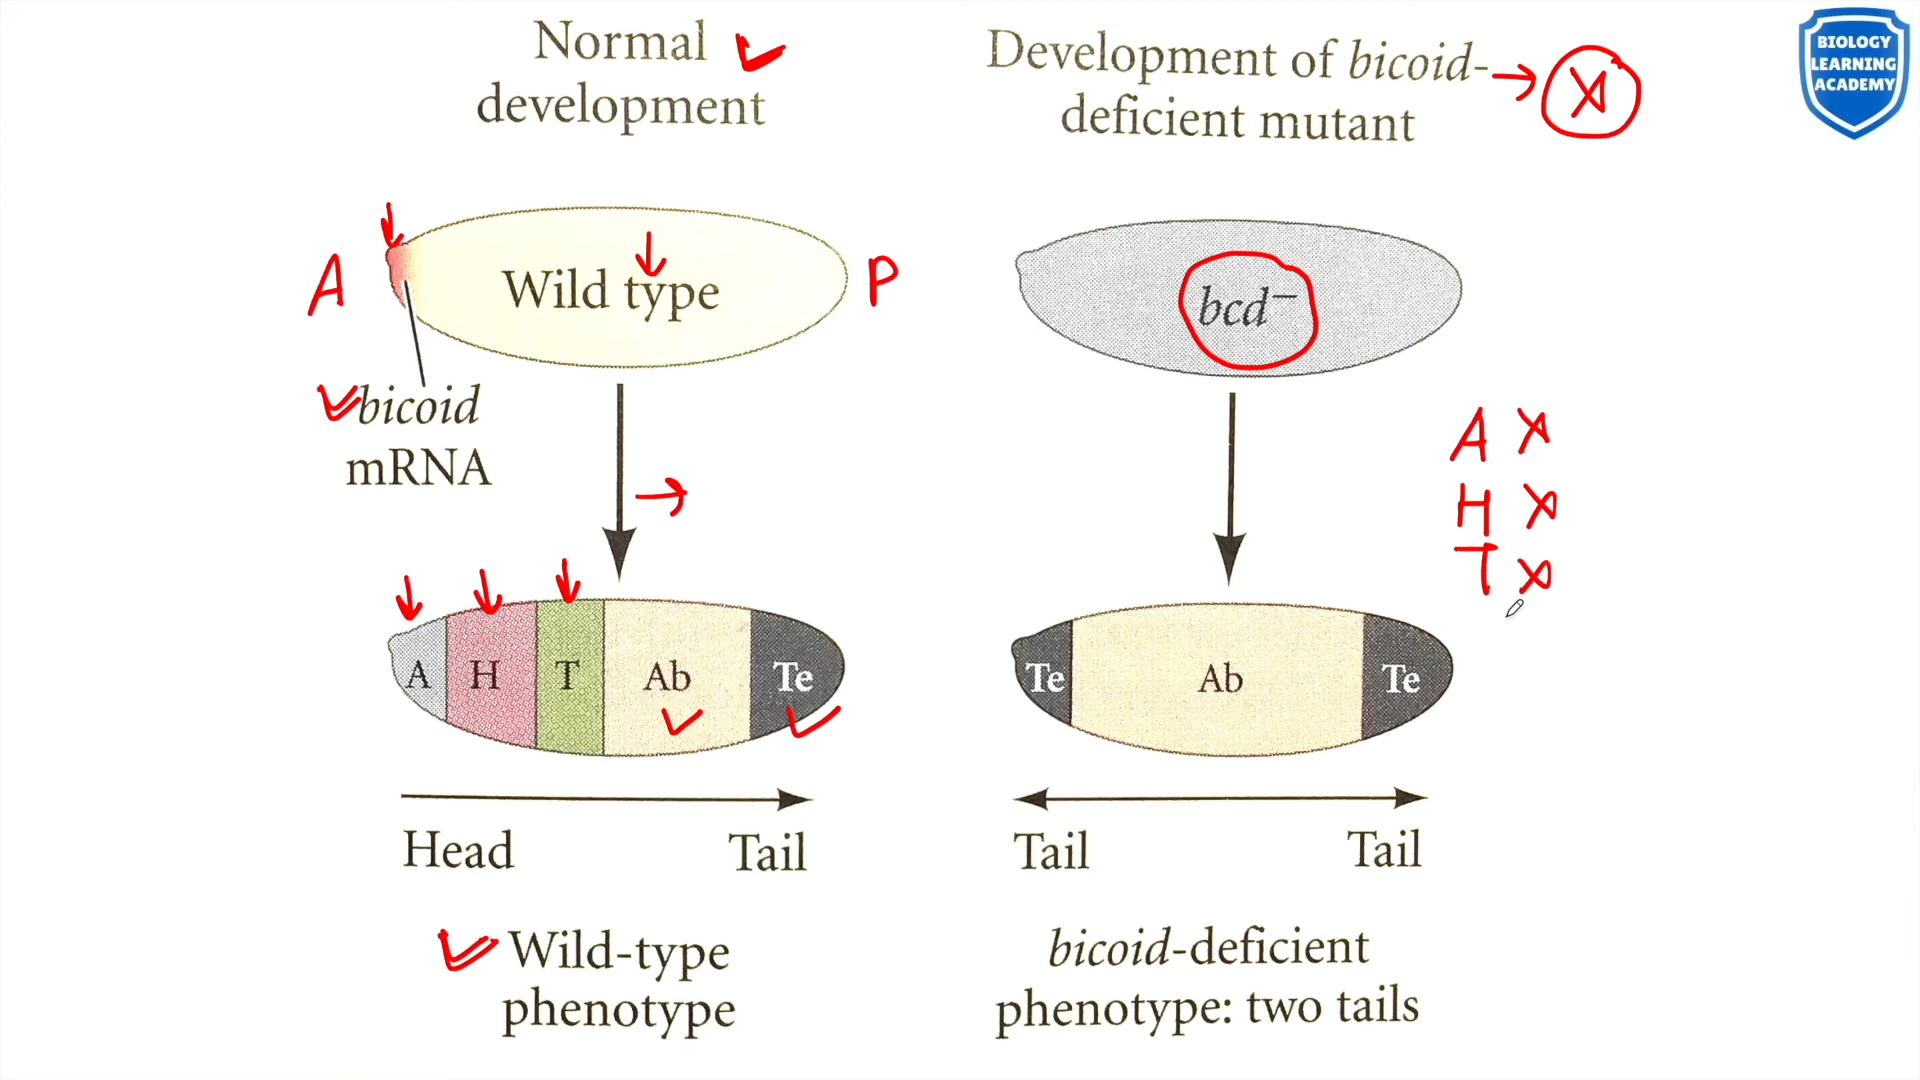 Normal
development
Development of bicoid-
deficient mutant
X
BIOLOGY
LEARNING
ACADEMY
A
Wild type
P
bcd⁻
bicoid
mRNA
A X
H X
T X
A H T Ab Te
Te Ab Te
Head Tail
Tail Tail
Wild-type
phenotype
bicoid-deficient
phenotype: two tails